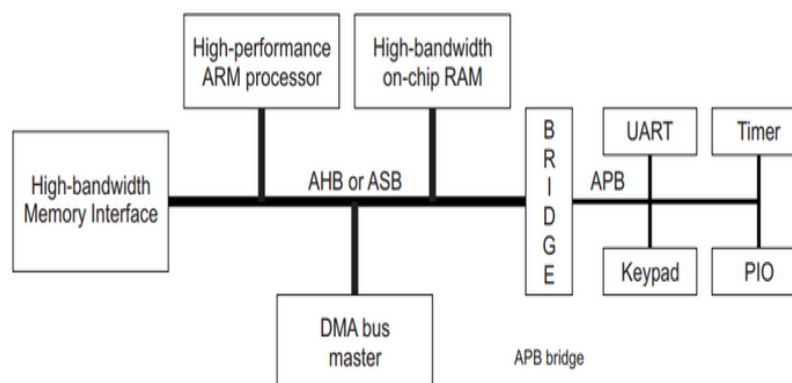 High-performance
ARM processor
High-bandwidth
on-chip RAM
High-bandwidth
Memory Interface
AHB or ASB
B
R
I
D
G
E
APB
UART
Timer
Keypad
PIO
DMA bus
master
APB bridge